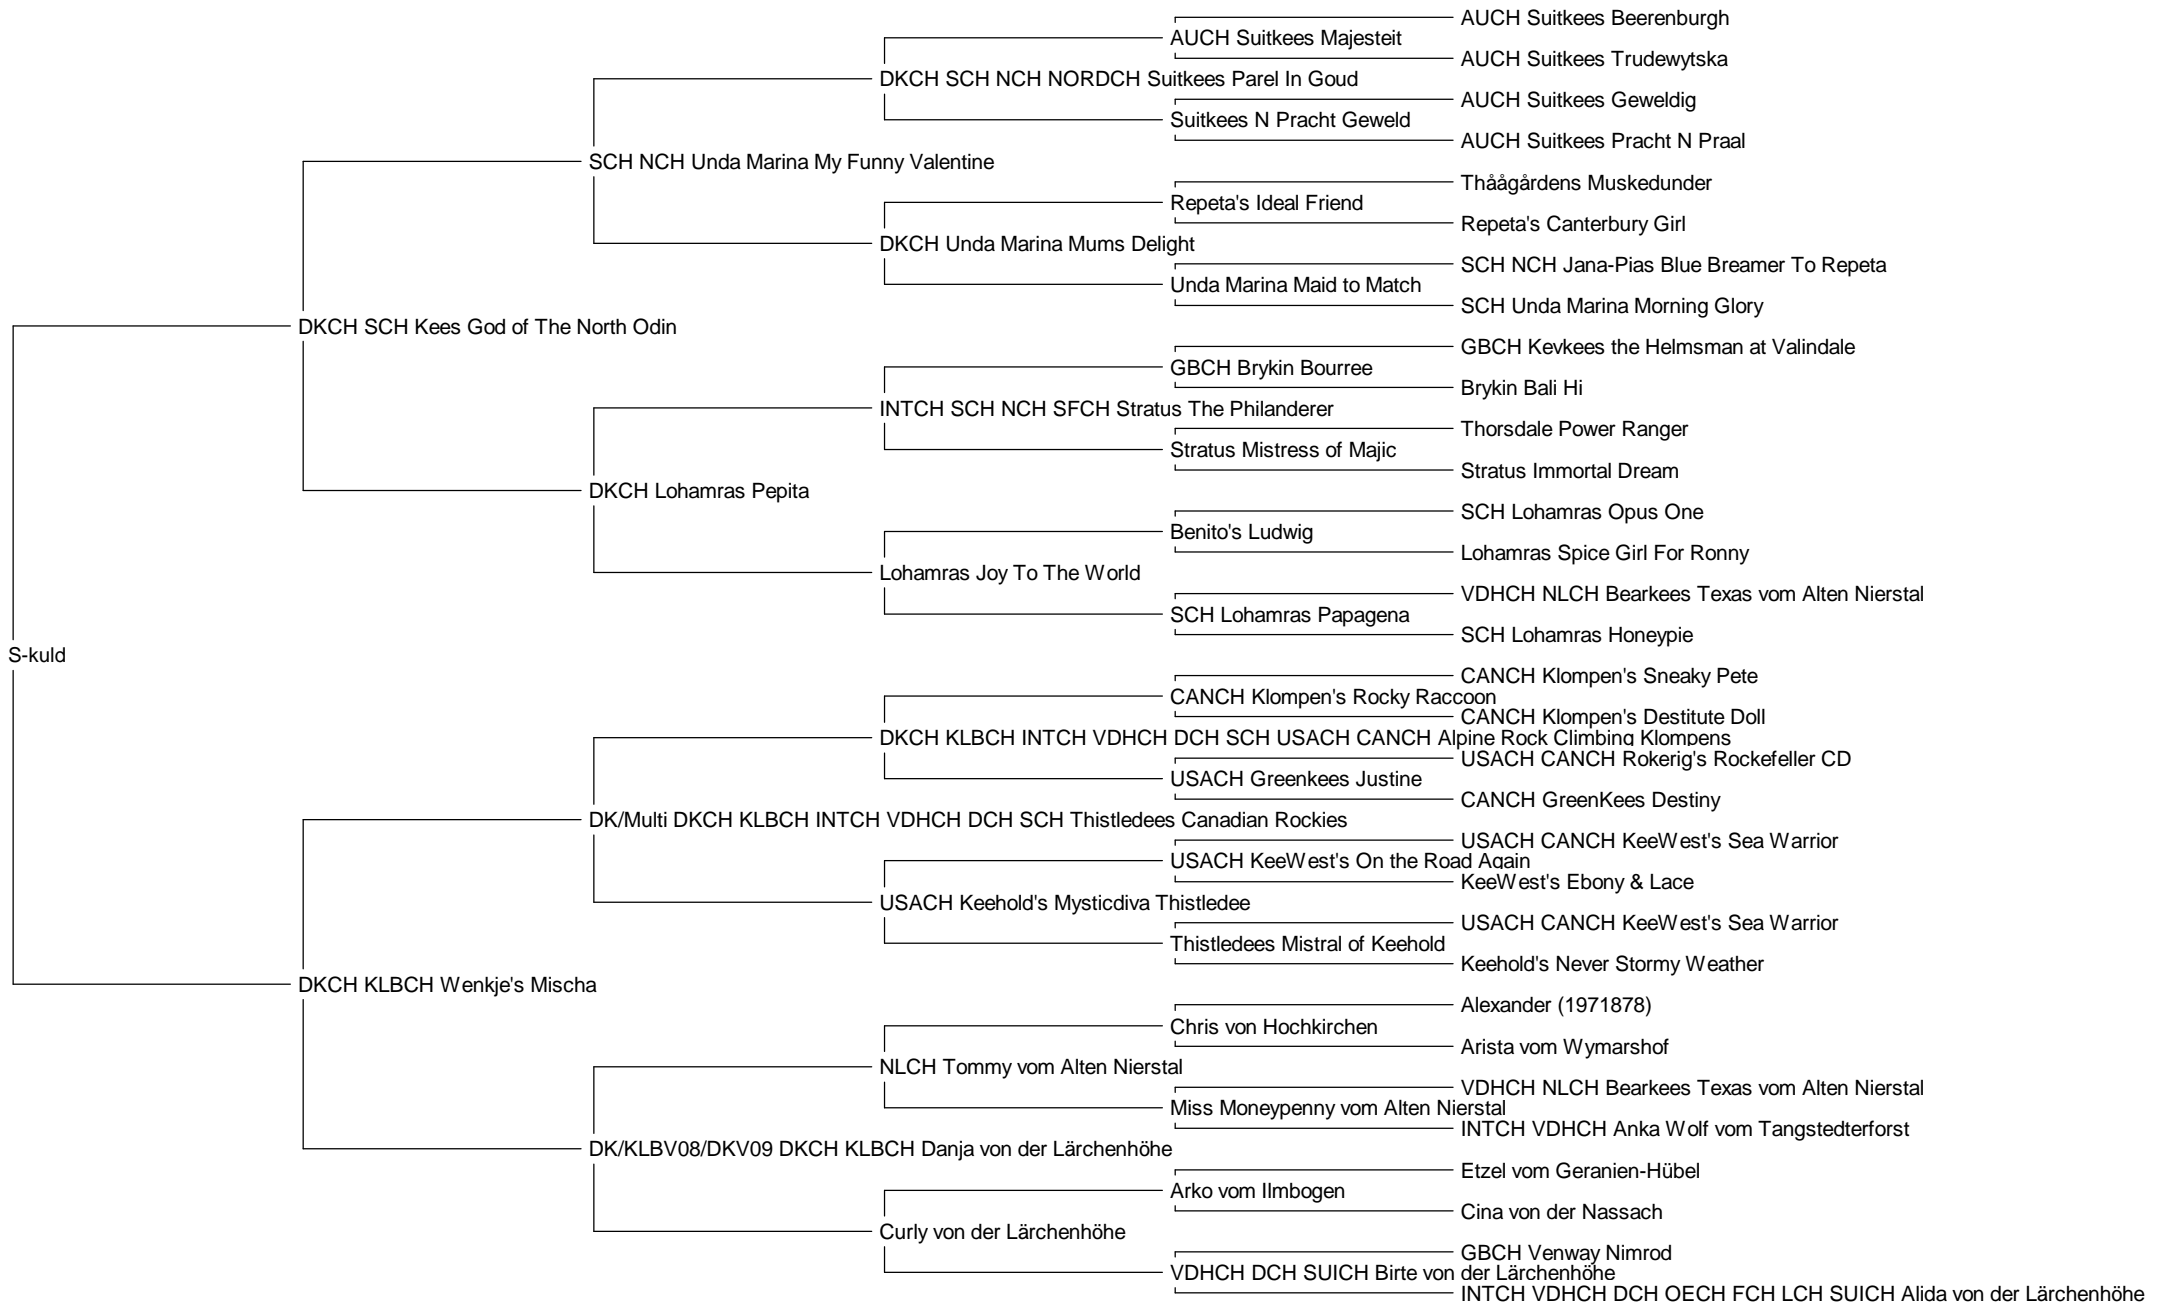 AUCH Suitkees Beerenburgh
AUCH Suitkees Majesteit
AUCH Suitkees Trudewytska
DKCH SCH NCH NORDCH Suitkees Parel In Goud
AUCH Suitkees Geweldig
Suitkees N Pracht Geweld
AUCH Suitkees Pracht N Praal
SCH NCH Unda Marina My Funny Valentine
Thåågårdens Muskedunder
Repeta's Ideal Friend
Repeta's Canterbury Girl
DKCH Unda Marina Mums Delight
SCH NCH Jana-Pias Blue Breamer To Repeta
Unda Marina Maid to Match
SCH Unda Marina Morning Glory
DKCH SCH Kees God of The North Odin
GBCH Kevkees the Helmsman at Valindale
GBCH Brykin Bourree
Brykin Bali Hi
INTCH SCH NCH SFCH Stratus The Philanderer
Thorsdale Power Ranger
Stratus Mistress of Majic
Stratus Immortal Dream
DKCH Lohamras Pepita
SCH Lohamras Opus One
Benito's Ludwig
Lohamras Spice Girl For Ronny
Lohamras Joy To The World
VDHCH NLCH Bearkees Texas vom Alten Nierstal
SCH Lohamras Papagena
SCH Lohamras Honeypie
S-kuld
CANCH Klompen's Sneaky Pete
CANCH Klompen's Rocky Raccoon
CANCH Klompen's Destitute Doll
DKCH KLBCH INTCH VDHCH DCH SCH USACH CANCH Alpine Rock Climbing Klompens
USACH CANCH Rokerig's Rockefeller CD
USACH Greenkees Justine
CANCH GreenKees Destiny
DK/Multi DKCH KLBCH INTCH VDHCH DCH SCH Thistledees Canadian Rockies
USACH CANCH KeeWest's Sea Warrior
USACH KeeWest's On the Road Again
KeeWest's Ebony & Lace
USACH Keehold's Mysticdiva Thistledee
USACH CANCH KeeWest's Sea Warrior
Thistledees Mistral of Keehold
Keehold's Never Stormy Weather
DKCH KLBCH Wenkje's Mischa
Alexander (1971878)
Chris von Hochkirchen
Arista vom Wymarshof
NLCH Tommy vom Alten Nierstal
VDHCH NLCH Bearkees Texas vom Alten Nierstal
Miss Moneypenny vom Alten Nierstal
INTCH VDHCH Anka Wolf vom Tangstedterforst
DK/KLBV08/DKV09 DKCH KLBCH Danja von der Lärchenhöhe
Etzel vom Geranien-Hübel
Arko vom Ilmbogen
Cina von der Nassach
Curly von der Lärchenhöhe
GBCH Venway Nimrod
VDHCH DCH SUICH Birte von der Lärchenhöhe
INTCH VDHCH DCH OECH FCH LCH SUICH Alida von der Lärchenhöhe